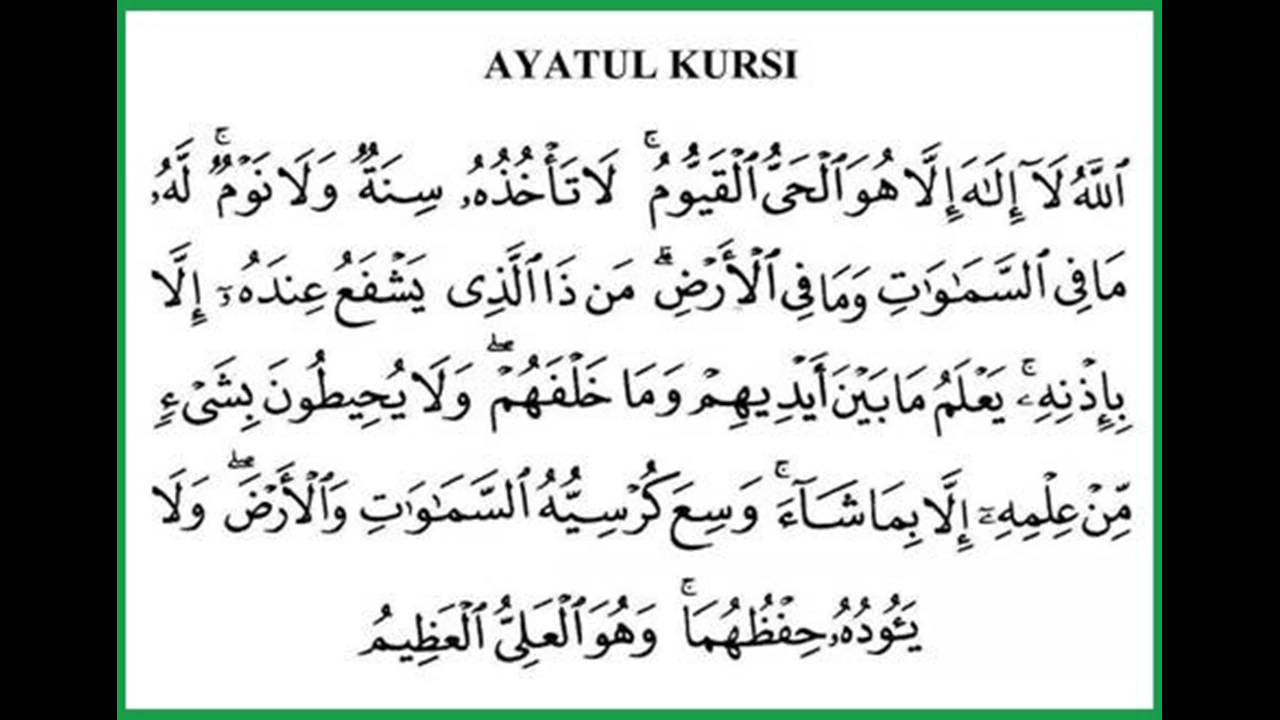 AYATUL KURSI
ٱللَّهُ لَآ إِلَٰهَ إِلَّا هُوَ ٱلْحَىُّ ٱلْقَيُّومُ ۚ لَا تَأْخُذُهُۥ سِنَةٌ وَلَا نَوْمٌ ۚ لَّهُۥ
مَا فِى ٱلسَّمَٰوَٰتِ وَمَا فِى ٱلْأَرْضِ ۗ مَن ذَا ٱلَّذِى يَشْفَعُ عِندَهُۥٓ إِلَّا
بِإِذْنِهِۦ ۚ يَعْلَمُ مَا بَيْنَ أَيْدِيهِمْ وَمَا خَلْفَهُمْ ۖ وَلَا يُحِيطُونَ بِشَىْءٍ
مِّنْ عِلْمِهِۦٓ إِلَّا بِمَا شَآءَ ۚ وَسِعَ كُرْسِيُّهُ ٱلسَّمَٰوَٰتِ وَٱلْأَرْضَ ۖ وَلَا
يَـُٔودُهُۥ حِفْظُهُمَا ۚ وَهُوَ ٱلْعَلِىُّ ٱلْعَظِيمُ